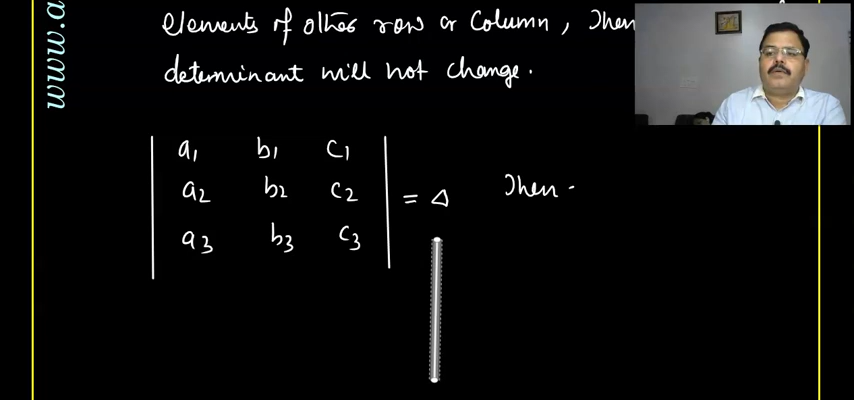 www.a
elements of other row or column, Then
determinant will not change.
a1 b1 c1
a2 b2 c2 = Δ Then -
a3 b3 c3